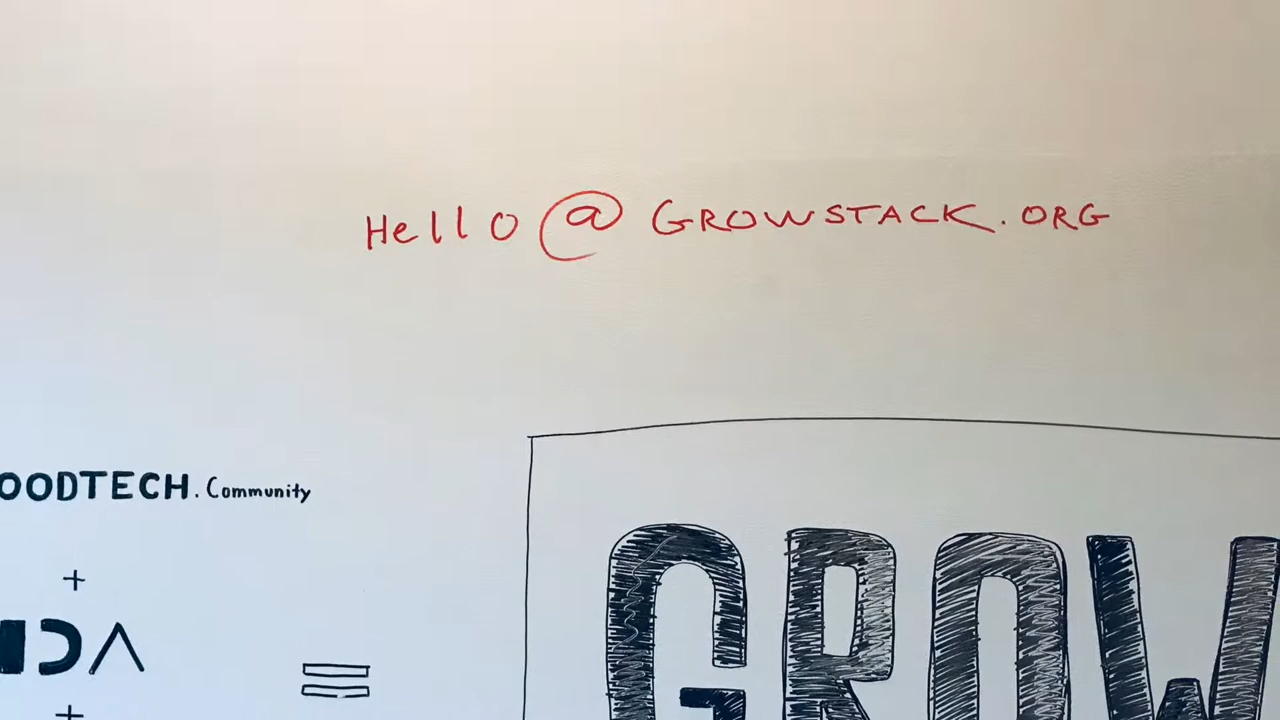 Hello@GROWSTACK.ORG
OODTECH.Community
+
=
GROW
+